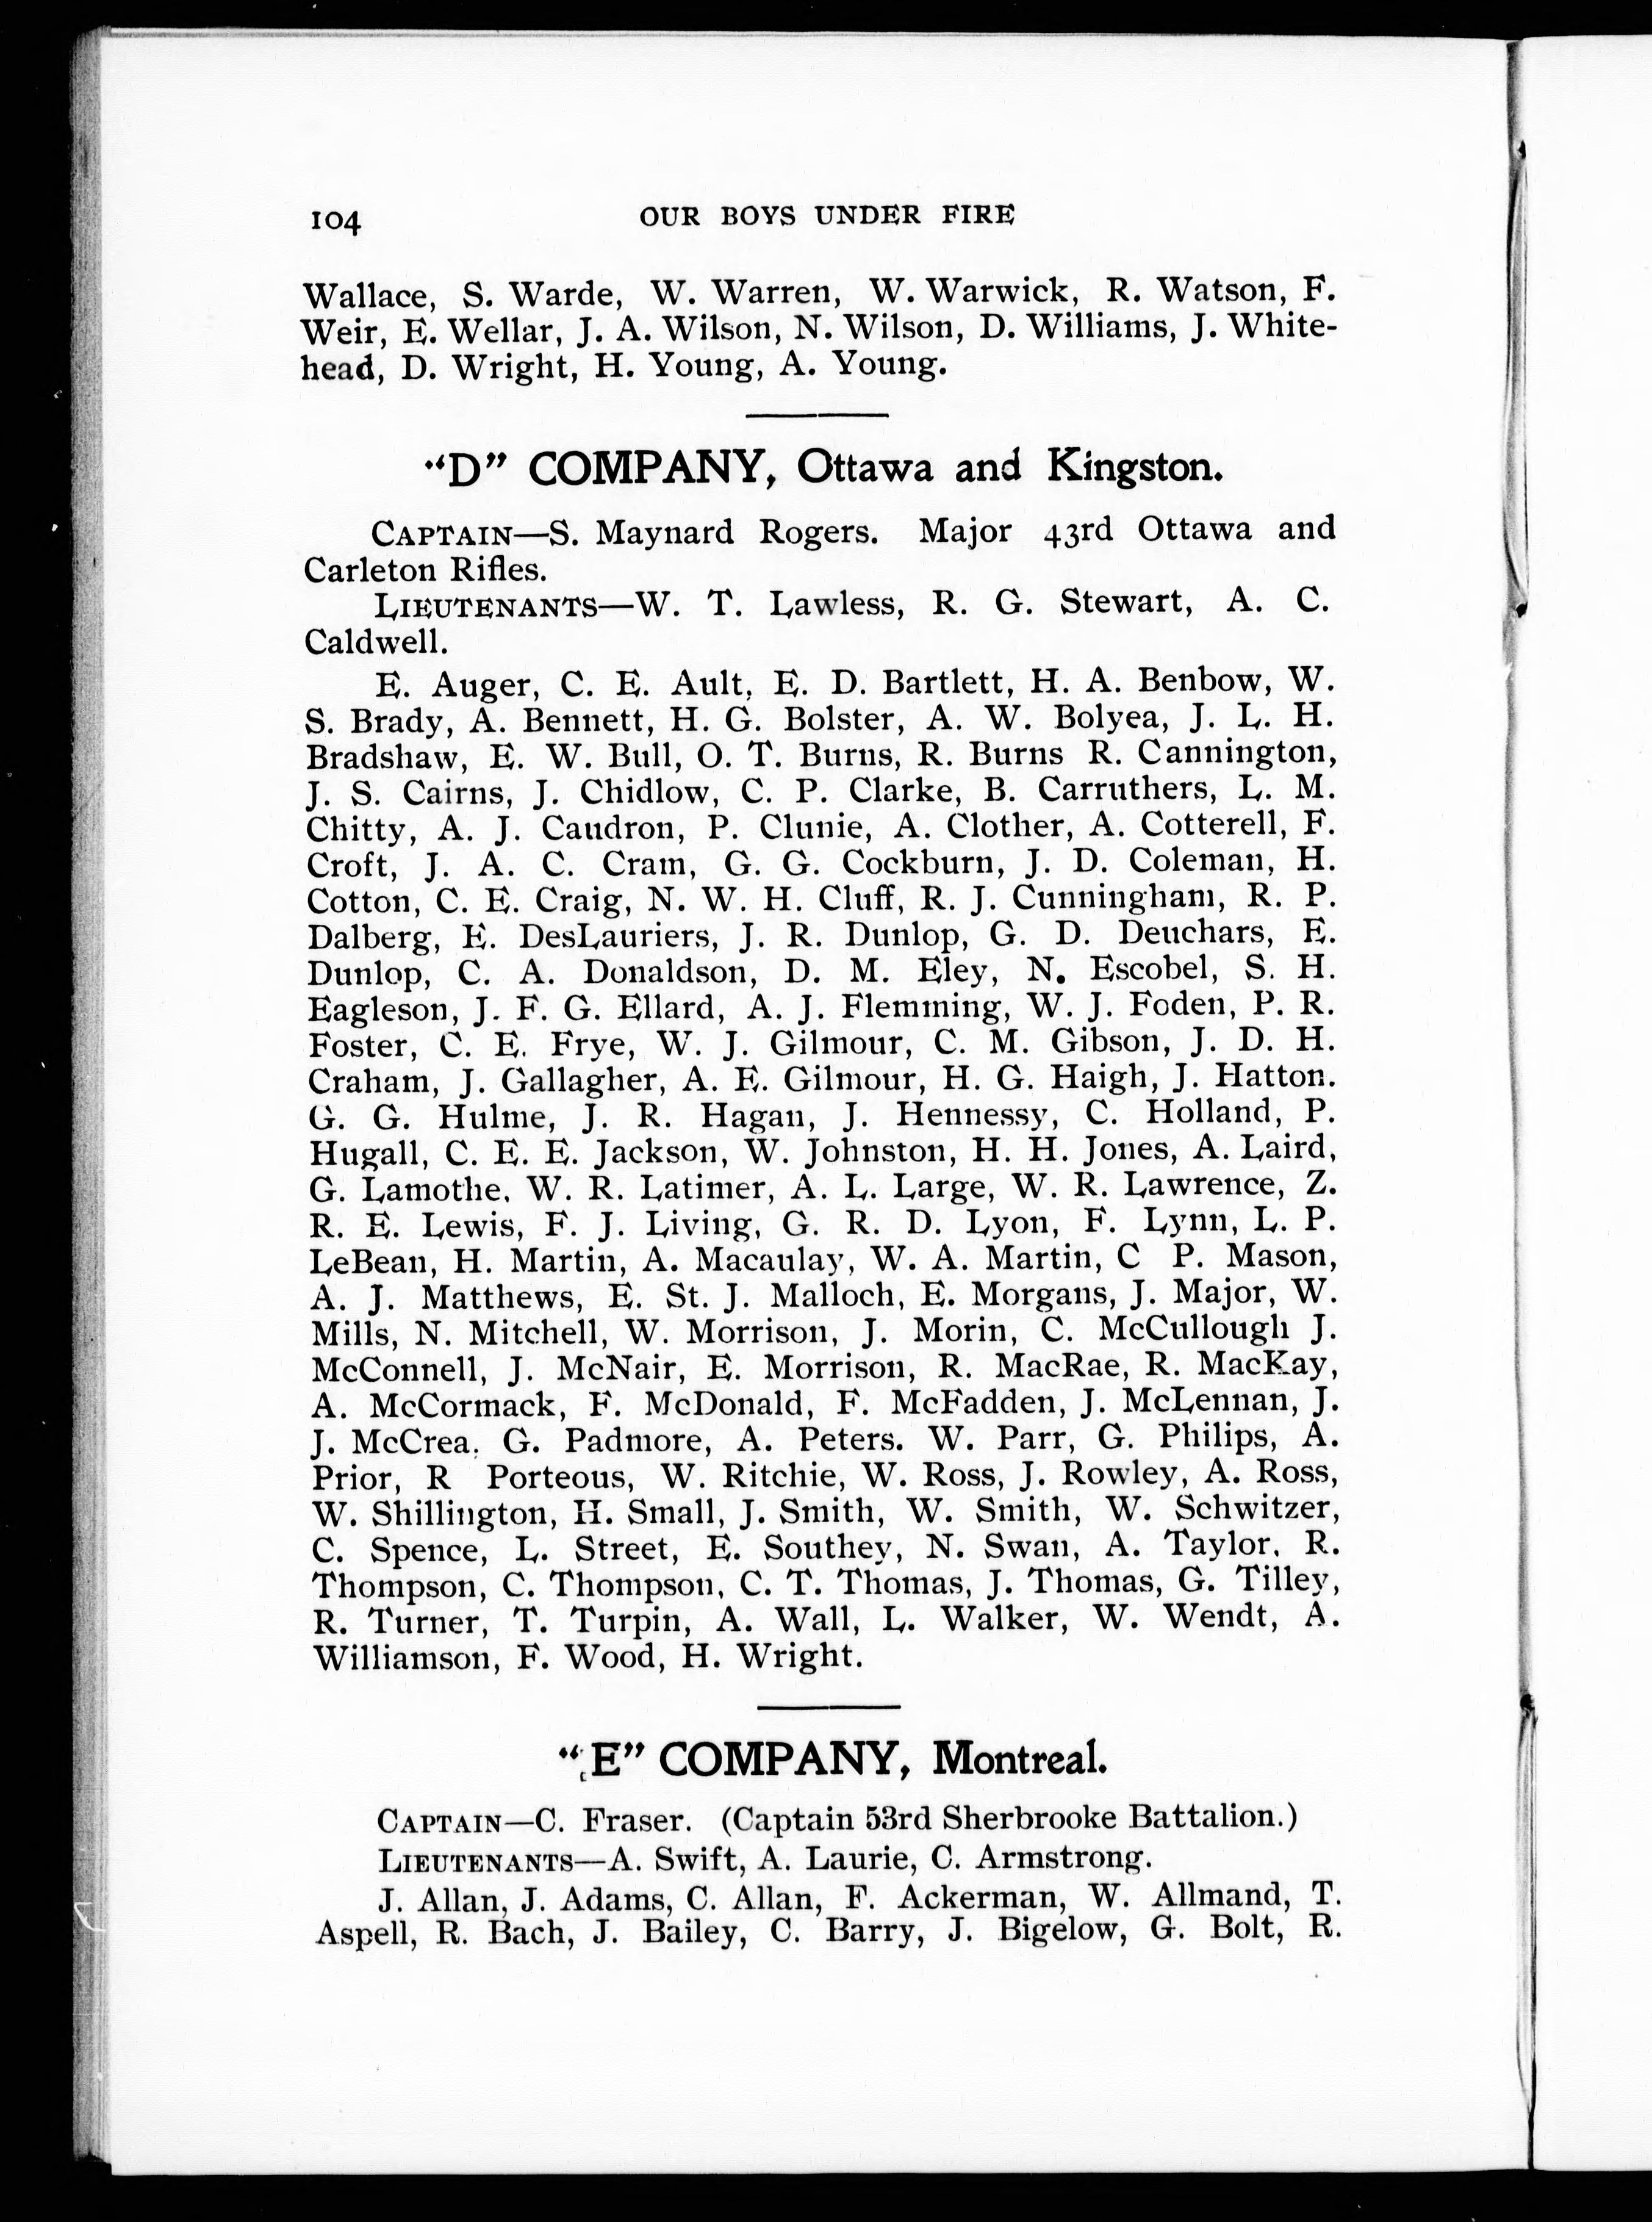 104 OUR BOYS UNDER FIRE
Wallace, S. Warde, W. Warren, W. Warwick, R. Watson, F.
Weir, E. Wellar, J. A. Wilson, N. Wilson, D. Williams, J. White-
head, D. Wright, H. Young, A. Young.
“D” COMPANY, Ottawa and Kingston.
CAPTAIN—S. Maynard Rogers. Major 43rd Ottawa and
Carleton Rifles.
LIEUTENANTS—W. T. Lawless, R. G. Stewart, A. C.
Caldwell.
E. Auger, C. E. Ault, E. D. Bartlett, H. A. Benbow, W.
S. Brady, A. Bennett, H. G. Bolster, A. W. Bolyea, J. L. H.
Bradshaw, E. W. Bull, O. T. Burns, R. Burns R. Cannington,
J. S. Cairns, J. Chidlow, C. P. Clarke, B. Carruthers, L. M.
Chitty, A. J. Caudron, P. Clunie, A. Clother, A. Cotterell, F.
Croft, J. A. C. Cram, G. G. Cockburn, J. D. Coleman, H.
Cotton, C. E. Craig, N. W. H. Cluff, R. J. Cunningham, R. P.
Dalberg, E. DesLauriers, J. R. Dunlop, G. D. Deuchars, E.
Dunlop, C. A. Donaldson, D. M. Eley, N. Escobel, S. H.
Eagleson, J. F. G. Ellard, A. J. Flemming, W. J. Foden, P. R.
Foster, C. E. Frye, W. J. Gilmour, C. M. Gibson, J. D. H.
Craham, J. Gallagher, A. E. Gilmour, H. G. Haigh, J. Hatton.
G. G. Hulme, J. R. Hagan, J. Hennessy, C. Holland, P.
Hugall, C. E. E. Jackson, W. Johnston, H. H. Jones, A. Laird,
G. Lamothe, W. R. Latimer, A. L. Large, W. R. Lawrence, Z.
R. E. Lewis, F. J. Living, G. R. D. Lyon, F. Lynn, L. P.
LeBean, H. Martin, A. Macaulay, W. A. Martin, C P. Mason,
A. J. Matthews, E. St. J. Malloch, E. Morgans, J. Major, W.
Mills, N. Mitchell, W. Morrison, J. Morin, C. McCullough J.
McConnell, J. McNair, E. Morrison, R. MacRae, R. MacKay,
A. McCormack, F. McDonald, F. McFadden, J. McLennan, J.
J. McCrea. G. Padmore, A. Peters. W. Parr, G. Philips, A.
Prior, R Porteous, W. Ritchie, W. Ross, J. Rowley, A. Ross,
W. Shillington, H. Small, J. Smith, W. Smith, W. Schwitzer,
C. Spence, L. Street, E. Southey, N. Swan, A. Taylor, R.
Thompson, C. Thompson, C. T. Thomas, J. Thomas, G. Tilley,
R. Turner, T. Turpin, A. Wall, L. Walker, W. Wendt, A.
Williamson, F. Wood, H. Wright.
“E” COMPANY, Montreal.
CAPTAIN—C. Fraser. (Captain 53rd Sherbrooke Battalion.)
LIEUTENANTS—A. Swift, A. Laurie, C. Armstrong.
J. Allan, J. Adams, C. Allan, F. Ackerman, W. Allmand, T.
Aspell, R. Bach, J. Bailey, C. Barry, J. Bigelow, G. Bolt, R.